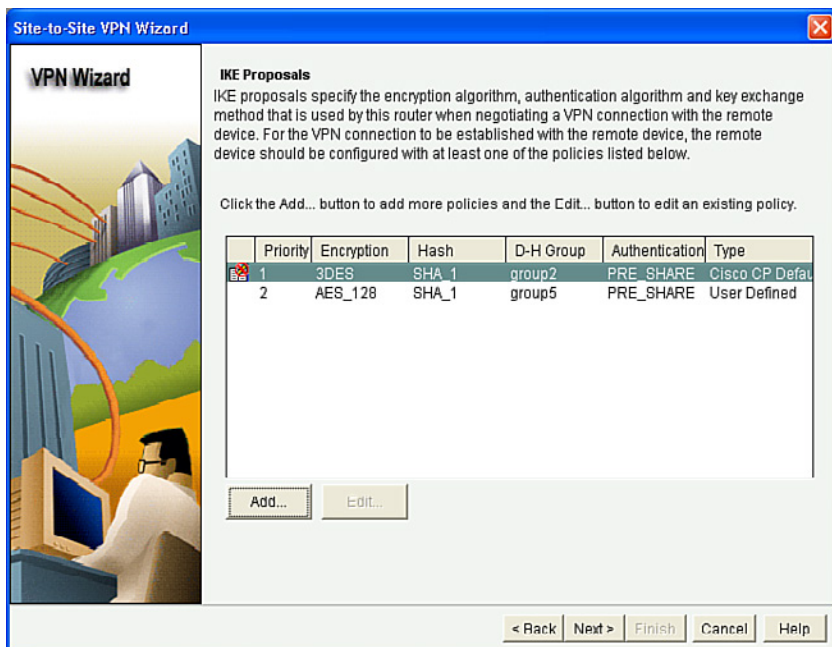 Site-to-Site VPN Wizard
VPN Wizard
IKE Proposals
IKE proposals specify the encryption algorithm, authentication algorithm and key exchange
method that is used by this router when negotiating a VPN connection with the remote
device. For the VPN connection to be established with the remote device, the remote
device should be configured with at least one of the policies listed below.
Click the Add... button to add more policies and the Edit... button to edit an existing policy.
Priority Encryption Hash D-H Group Authentication Type
1 3DES SHA_1 group2 PRE_SHARE Cisco CP Defau
2 AES_128 SHA_1 group5 PRE_SHARE User Defined
Add... Edit...
< Back Next > Finish Cancel Help